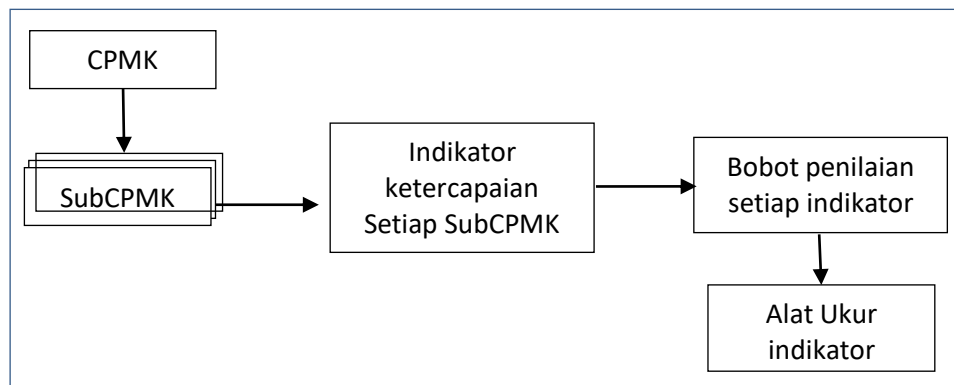 CPMK
SubCPMK
Indikator
ketercapaian
Setiap SubCPMK
Bobot penilaian
setiap indikator
Alat Ukur
indikator